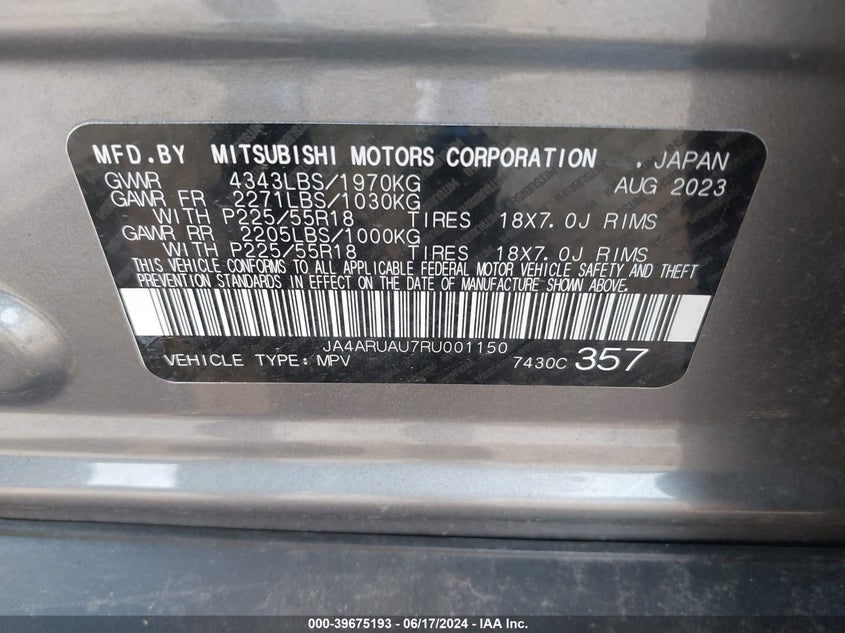 MFD.BY MITSUBISHI MOTORS CORPORATION , JAPAN
GVWR 4343LBS/1970KG AUG 2023
GAWR FR 2271LBS/1030KG
WITH P225/55R18 TIRES 18X7.0J RIMS
GAWR RR 2205LBS/1000KG
WITH P225/55R18 TIRES 18X7.0J RIMS
THIS VEHICLE CONFORMS TO ALL APPLICABLE FEDERAL MOTOR VEHICLE SAFETY AND THEFT
PREVENTION STANDARDS IN EFFECT ON THE DATE OF MANUFACTURE SHOWN ABOVE.
JA4ARUAU7RU001150
VEHICLE TYPE: MPV 7430C 357
000-39675193 - 06/17/2024 - IAA Inc.